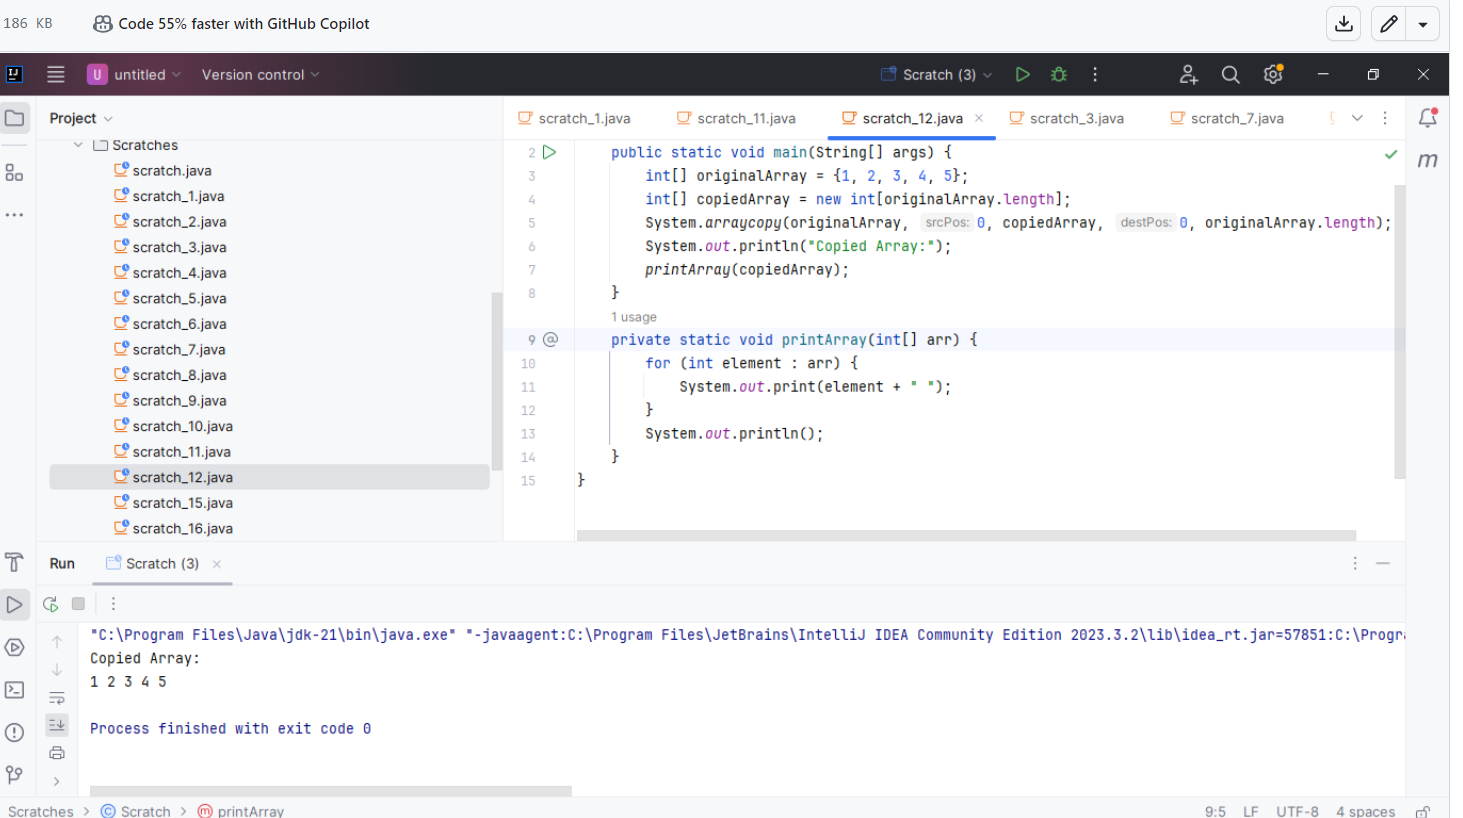 186 KB Code 55% faster with GitHub Copilot
IJ U untitled Version control Scratch (3)
Project
Scratches
scratch.java
scratch_1.java
scratch_2.java
scratch_3.java
scratch_4.java
scratch_5.java
scratch_6.java
scratch_7.java
scratch_8.java
scratch_9.java
scratch_10.java
scratch_11.java
scratch_12.java
scratch_15.java
scratch_16.java
scratch_1.java scratch_11.java scratch_12.java scratch_3.java scratch_7.java
m
2 public static void main(String[] args) {
3 int[] originalArray = {1, 2, 3, 4, 5};
4 int[] copiedArray = new int[originalArray.length];
5 System.arraycopy(originalArray, srcPos: 0, copiedArray, destPos: 0, originalArray.length);
6 System.out.println("Copied Array:");
7 printArray(copiedArray);
8 }
1 usage
9 @ private static void printArray(int[] arr) {
10 for (int element : arr) {
11 System.out.print(element + " ");
12 }
13 System.out.println();
14 }
15 }
Run Scratch (3)
"C:\Program Files\Java\jdk-21\bin\java.exe" "-javaagent:C:\Program Files\JetBrains\IntelliJ IDEA Community Edition 2023.3.2\lib\idea_rt.jar=57851:C:\Progra
Copied Array:
1 2 3 4 5
Process finished with exit code 0
Scratches > C Scratch > m printArray 9:5 LF UTF-8 4 spaces